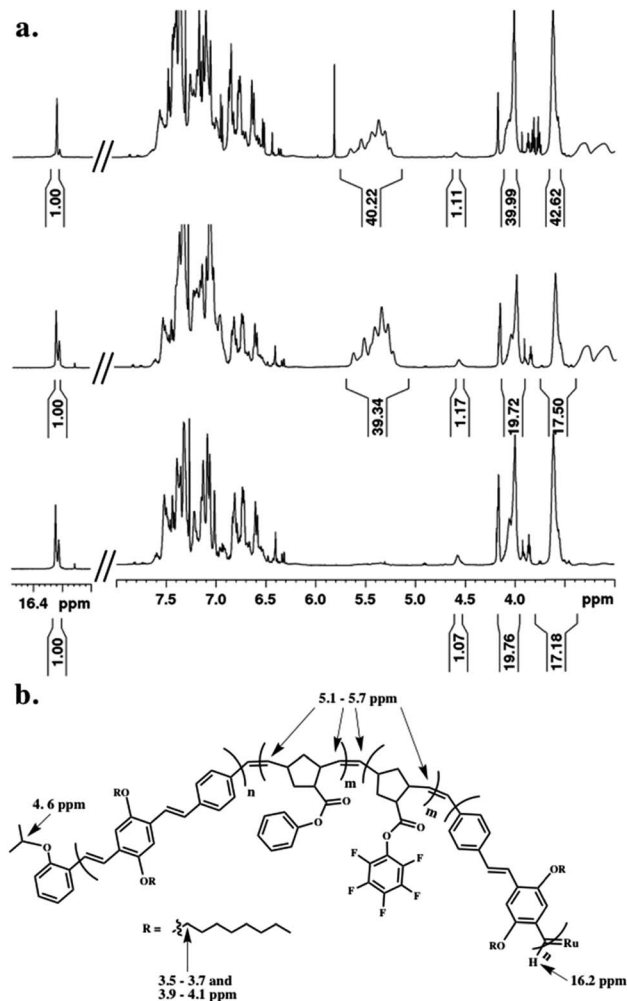 a.
1.00
40.22
1.11
39.99
42.62
1.00
39.34
1.17
19.72
17.50
16.4 ppm
7.5 7.0 6.5 6.0 5.5 5.0 4.5 4.0 ppm
1.00
1.07
19.76
17.18
b.
5.1 - 5.7 ppm
4. 6 ppm
RO
OR
n
O
O
O
m
O
O
F
F
F
F
F
m
OR
RO
n
Ru
H
16.2 ppm
R =
3.5 - 3.7 and
3.9 - 4.1 ppm